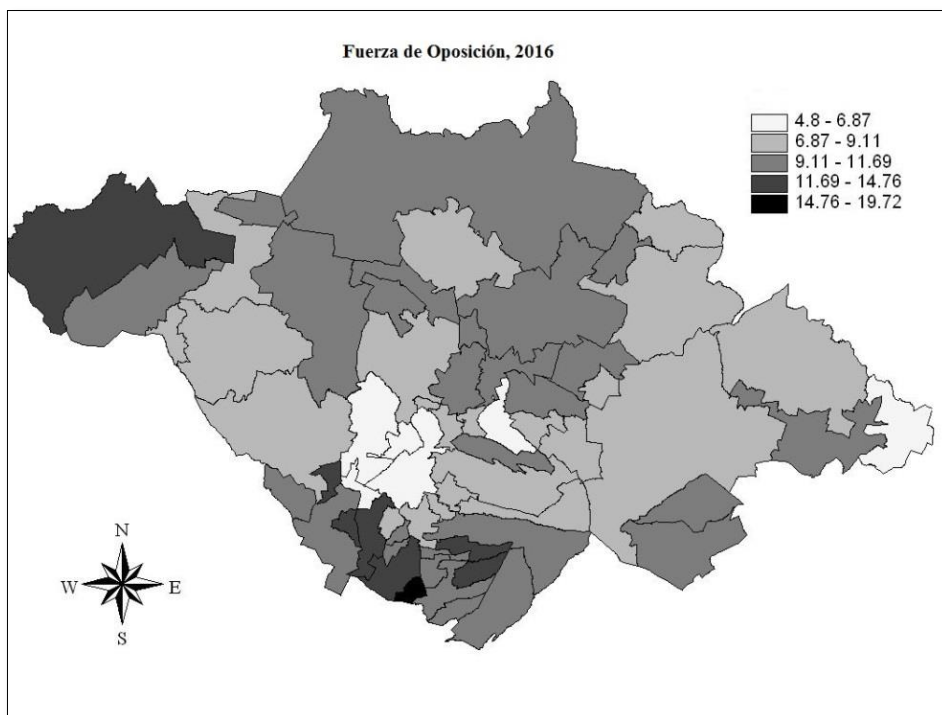 Fuerza de Oposición, 2016
4.8 - 6.87
6.87 - 9.11
9.11 - 11.69
11.69 - 14.76
14.76 - 19.72
N
W E
S